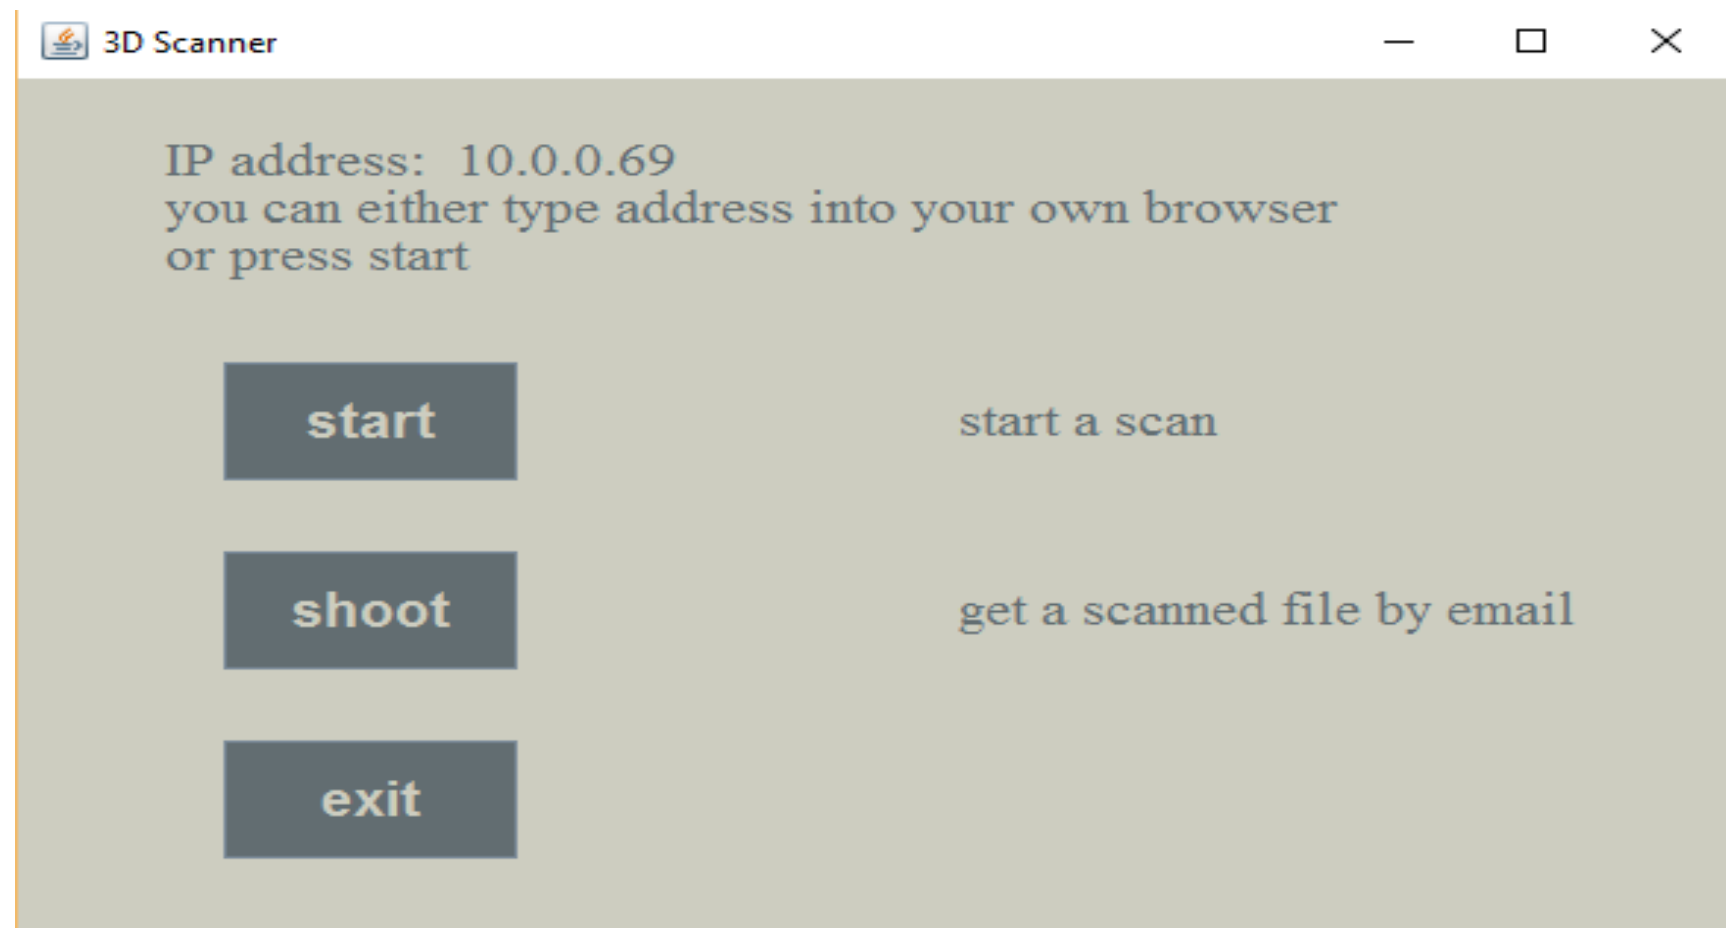 3D Scanner
IP address:  10.0.0.69
you can either type address into your own browser
or press start
start
start a scan
shoot
get a scanned file by email
exit